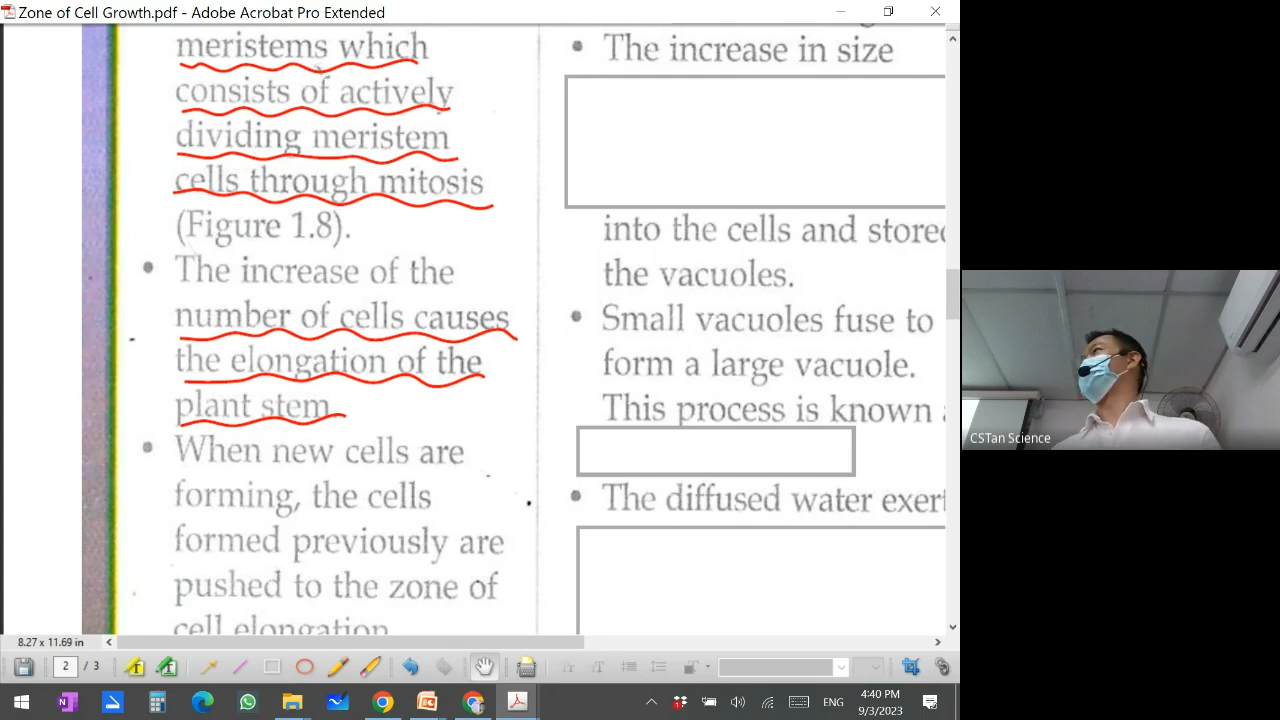 Zone of Cell Growth.pdf - Adobe Acrobat Pro Extended
meristems which
consists of actively
dividing meristem
cells through mitosis
(Figure 1.8).
• The increase of the
number of cells causes
the elongation of the
plant stem
• When new cells are
forming, the cells
formed previously are
pushed to the zone of
cell elongation
• The increase in size
into the cells and stored
the vacuoles.
• Small vacuoles fuse to
form a large vacuole.
This process is known
• The diffused water exert
CSTan Science
8.27 x 11.69 in
2 / 3
ENG
4:40 PM
9/3/2023